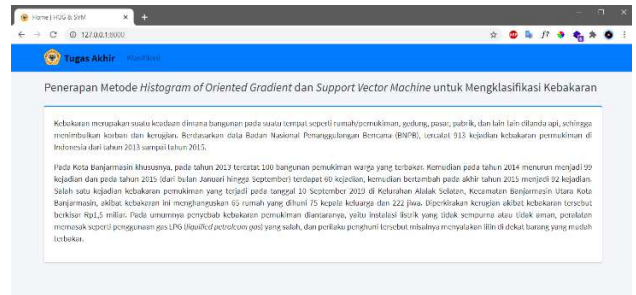 Home | HOG & SVM
127.0.0.1:8000
Tugas Akhir Klasifikasi
Penerapan Metode Histogram of Oriented Gradient dan Support Vector Machine untuk Mengklasifikasi Kebakaran
Kebakaran merupakan suatu keadaan dimana bangunan pada suatu tempat seperti rumah/pemukiman, gedung, pasar, pabrik, dan lain lain dilanda api, sehingga
menimbulkan korban dan kerugian. Berdasarkan data Badan Nasional Penanggulangan Bencana (BNPB), tercatat 913 kejadian kebakaran permukiman di
Indonesia dari tahun 2013 sampai tahun 2015.
Pada Kota Banjarmasin khususnya, pada tahun 2013 tercatat 100 bangunan pemukiman warga yang terbakar. Kemudian pada tahun 2014 menurun menjadi 99
kejadian dan pada tahun 2015 (dari bulan Januari hingga September) terdapat 60 kejadian, kemudian bertambah pada akhir tahun 2015 menjadi 92 kejadian.
Salah satu kejadian kebakaran pemukiman yang terjadi pada tanggal 10 September 2019 di Kelurahan Alalak Selatan, Kecamatan Banjarmasin Utara Kota
Banjarmasin, akibat kebakaran ini menghanguskan 65 rumah yang dihuni 75 kepala keluarga dan 222 jiwa. Diperkirakan kerugian akibat kebakaran tersebut
berkisar Rp1,5 miliar. Pada umumnya penyebab kebakaran pemukiman diantaranya, yaitu instalasi listrik yang tidak sempurna atau tidak aman, peralatan
memasak seperti penggunaan gas LPG (liquified petroleum gas) yang salah, dan perilaku penghuni tersebut misalnya menyalakan lilin di dekat barang yang mudah
terbakar.